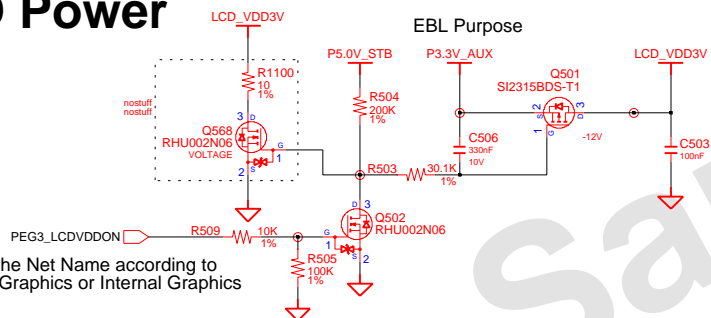 Power
EBL Purpose
LCD_VDD3V
P5.0V_STB
P3.3V_AUX
LCD_VDD3V
Q501
SI2315BDS-T1
R1100
10
1%
nostuff
nostuff
R504
200K
1%
3 D
Q568
RHU002N06
VOLTAGE
G
1
S
2
2
S
D
3
1
G
-12V
C506
330nF
10V
C503
100nF
R503
30.1K
1%
D 3
Q502
RHU002N06
G
1
S
2
PEG3_LCDVDDON
R509
10K
1%
R505
100K
1%
he Net Name according to
Graphics or Internal Graphics